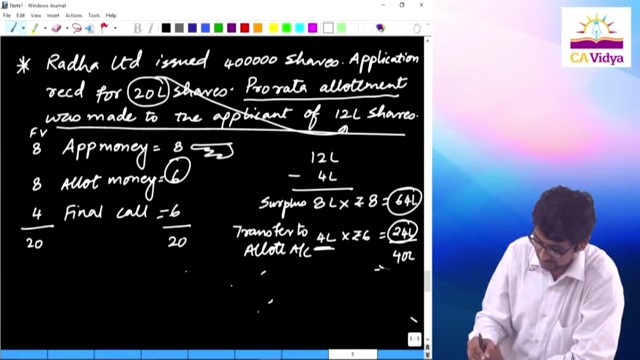 Note1 - Windows Journal
File Edit View Insert Actions Tools Help
CA Vidya
* Radha Ltd issued 400000 shares. Application
recd for 20L shares. Prorata allotment
was made to the applicant of 12L shares.
FV
8 App money = 8
8 Allot money = 6
4 Final call = 6
20 20
12L
- 4L
Surplus 8L x ₹8 = 64L
Transfer to 4L x ₹6 = 24L
Allott A/c
40L
=